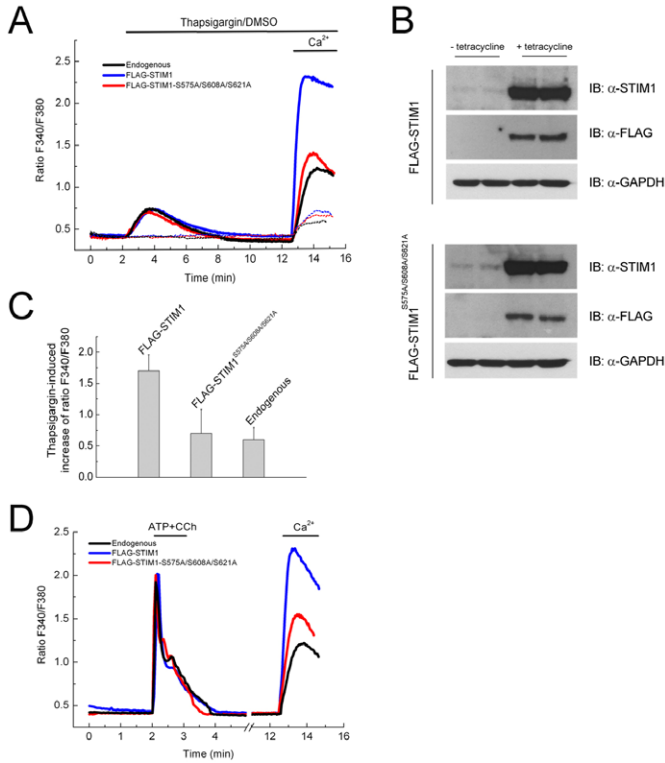 A
Thapsigargin/DMSO
Ca²⁺
Endogenous
FLAG-STIM1
FLAG-STIM1-S575A/S608A/S621A
Ratio F340/F380
2.5
2.0
1.5
1.0
0.5
0 2 4 6 8 10 12 14 16
Time (min)
B
- tetracycline + tetracycline
FLAG-STIM1
IB: α-STIM1
IB: α-FLAG
IB: α-GAPDH
FLAG-STIM1 S575A/S608A/S621A
IB: α-STIM1
IB: α-FLAG
IB: α-GAPDH
C
Thapsigargin-induced
increase of ratio F340/F380
2.0
1.5
1.0
0.5
0.0
FLAG-STIM1
FLAG-STIM1 S575A/S608A/S621A
Endogenous
D
ATP+CCh
Ca²⁺
Endogenous
FLAG-STIM1
FLAG-STIM1-S575A/S608A/S621A
Ratio F340/F380
2.5
2.0
1.5
1.0
0.5
0 1 2 3 4 12 14 16
Time (min)